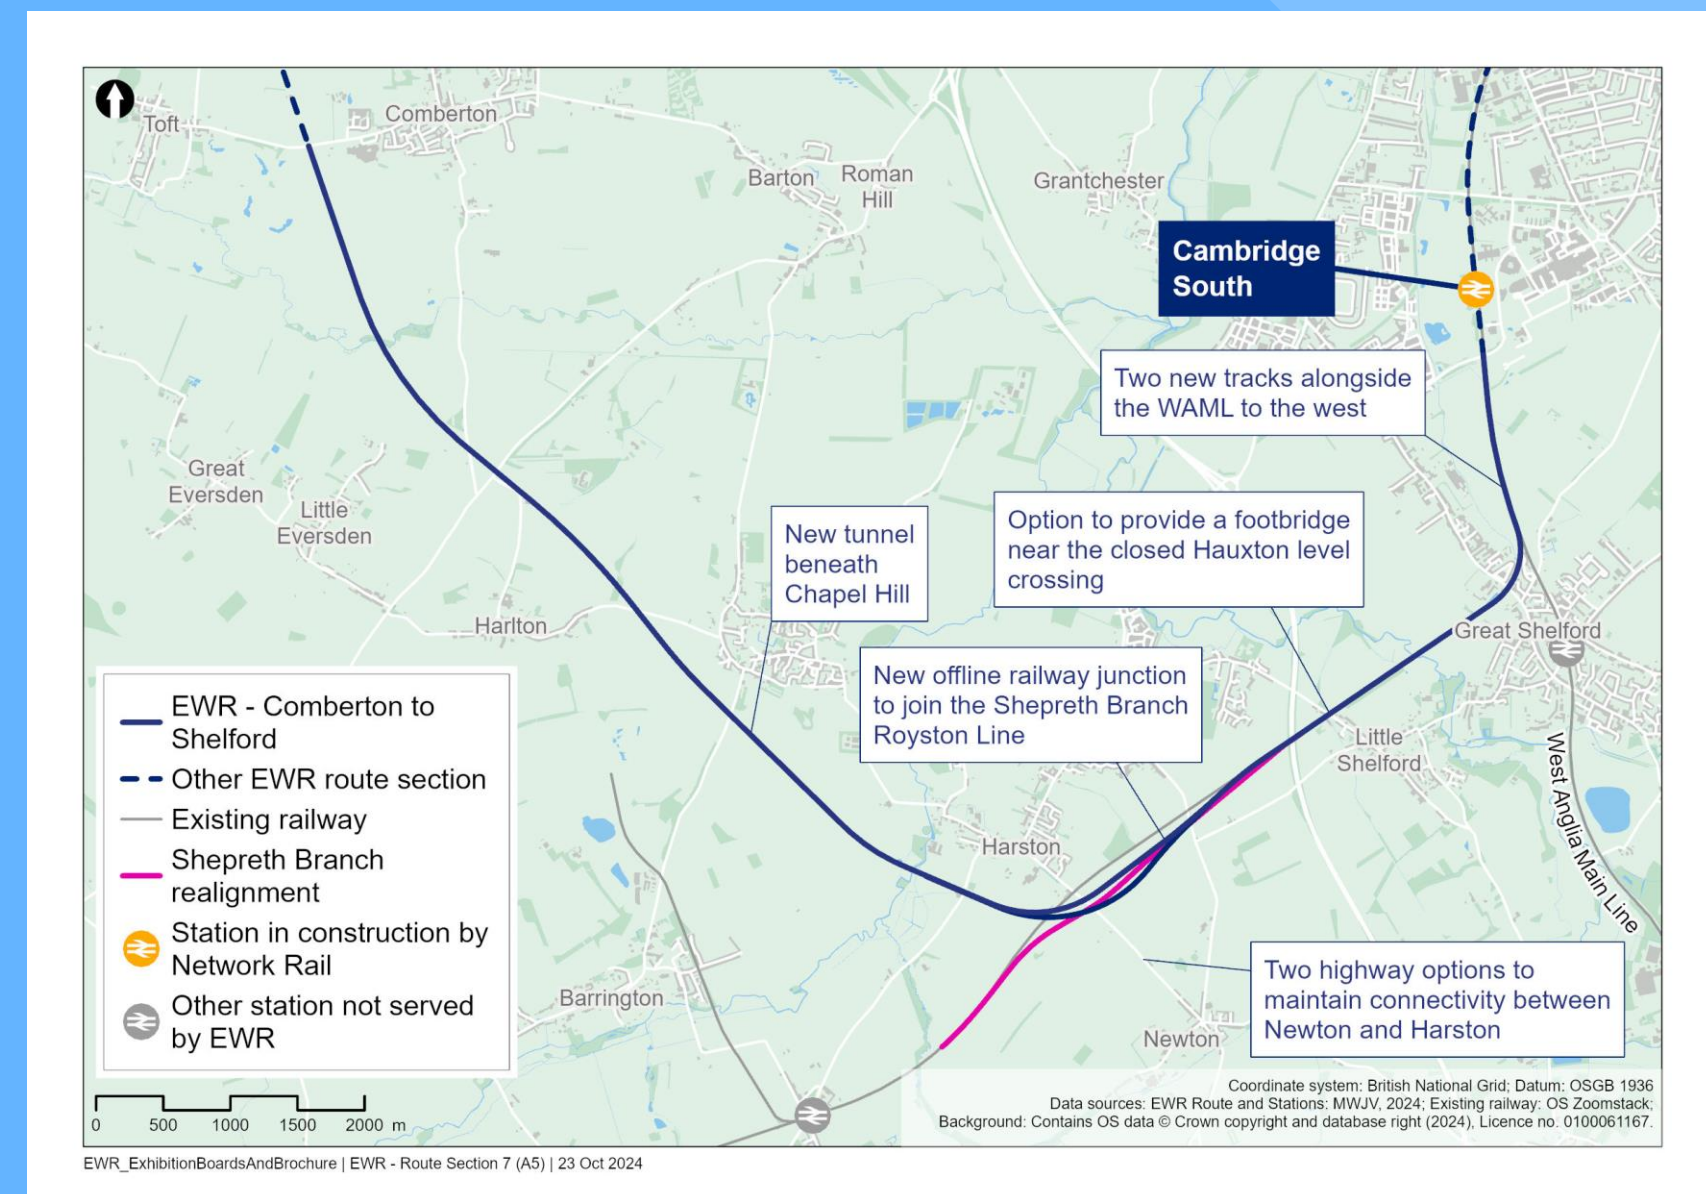 Toft
Comberton
Barton
Roman
Hill
Grantchester
Cambridge
South
Two new tracks alongside
the WAML to the west
Great
Eversden
Little
Eversden
New tunnel
beneath
Chapel Hill
Option to provide a footbridge
near the closed Hauxton level
crossing
Harlton
Great Shelford
New offline railway junction
to join the Shepreth Branch
Royston Line
Little
Shelford
West Anglia Main Line
Harston
Barrington
Newton
Two highway options to
maintain connectivity between
Newton and Harston
EWR - Comberton to
Shelford
Other EWR route section
Existing railway
Shepreth Branch
realignment
Station in construction by
Network Rail
Other station not served
by EWR
0 500 1000 1500 2000 m
Coordinate system: British National Grid; Datum: OSGB 1936
Data sources: EWR Route and Stations: MWJV, 2024; Existing railway: OS Zoomstack;
Background: Contains OS data © Crown copyright and database right (2024), Licence no. 0100061167.
EWR_ExhibitionBoardsAndBrochure | EWR - Route Section 7 (A5) | 23 Oct 2024